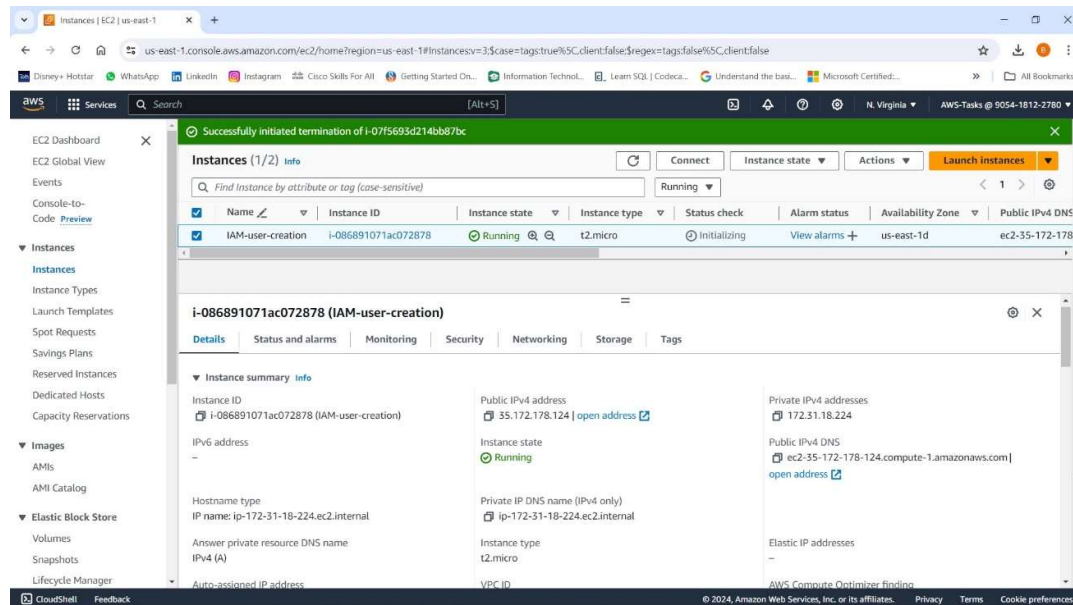 Instances | EC2 | us-east-1
us-east-1.console.aws.amazon.com/ec2/home?region=us-east-1#Instances:v=3;$case=tags:true%5C,client:false;$regex=tags:false%5C,client:false
Disney+ Hotstar WhatsApp LinkedIn Instagram Cisco Skills For All Getting Started On... Information Technol... Learn SQL | Codeca... Understand the basi... Microsoft Certified:... » All Bookmarks
aws Services Search [Alt+S] N. Virginia AWS-Tasks @ 9054-1812-2780
Successfully initiated termination of i-07f5693d214bb87bc
EC2 Dashboard
EC2 Global View
Events
Console-to-
Code Preview
Instances
Instances
Instance Types
Launch Templates
Spot Requests
Savings Plans
Reserved Instances
Dedicated Hosts
Capacity Reservations
Images
AMIs
AMI Catalog
Elastic Block Store
Volumes
Snapshots
Lifecycle Manager
Instances (1/2) Info Connect Instance state Actions Launch instances
Find Instance by attribute or tag (case-sensitive) Running 1
Name Instance ID Instance state Instance type Status check Alarm status Availability Zone Public IPv4 DNS
IAM-user-creation i-086891071ac072878 Running t2.micro Initializing View alarms + us-east-1d ec2-35-172-178
i-086891071ac072878 (IAM-user-creation)
Details Status and alarms Monitoring Security Networking Storage Tags
Instance summary Info
Instance ID Public IPv4 address Private IPv4 addresses
i-086891071ac072878 (IAM-user-creation) 35.172.178.124 | open address 172.31.18.224
IPv6 address Instance state Public IPv4 DNS
– Running ec2-35-172-178-124.compute-1.amazonaws.com |
open address
Hostname type Private IP DNS name (IPv4 only)
IP name: ip-172-31-18-224.ec2.internal ip-172-31-18-224.ec2.internal
Answer private resource DNS name Instance type Elastic IP addresses
IPv4 (A) t2.micro –
Auto-assigned IP address VPC ID AWS Compute Optimizer finding
CloudShell Feedback © 2024, Amazon Web Services, Inc. or its affiliates. Privacy Terms Cookie preferences